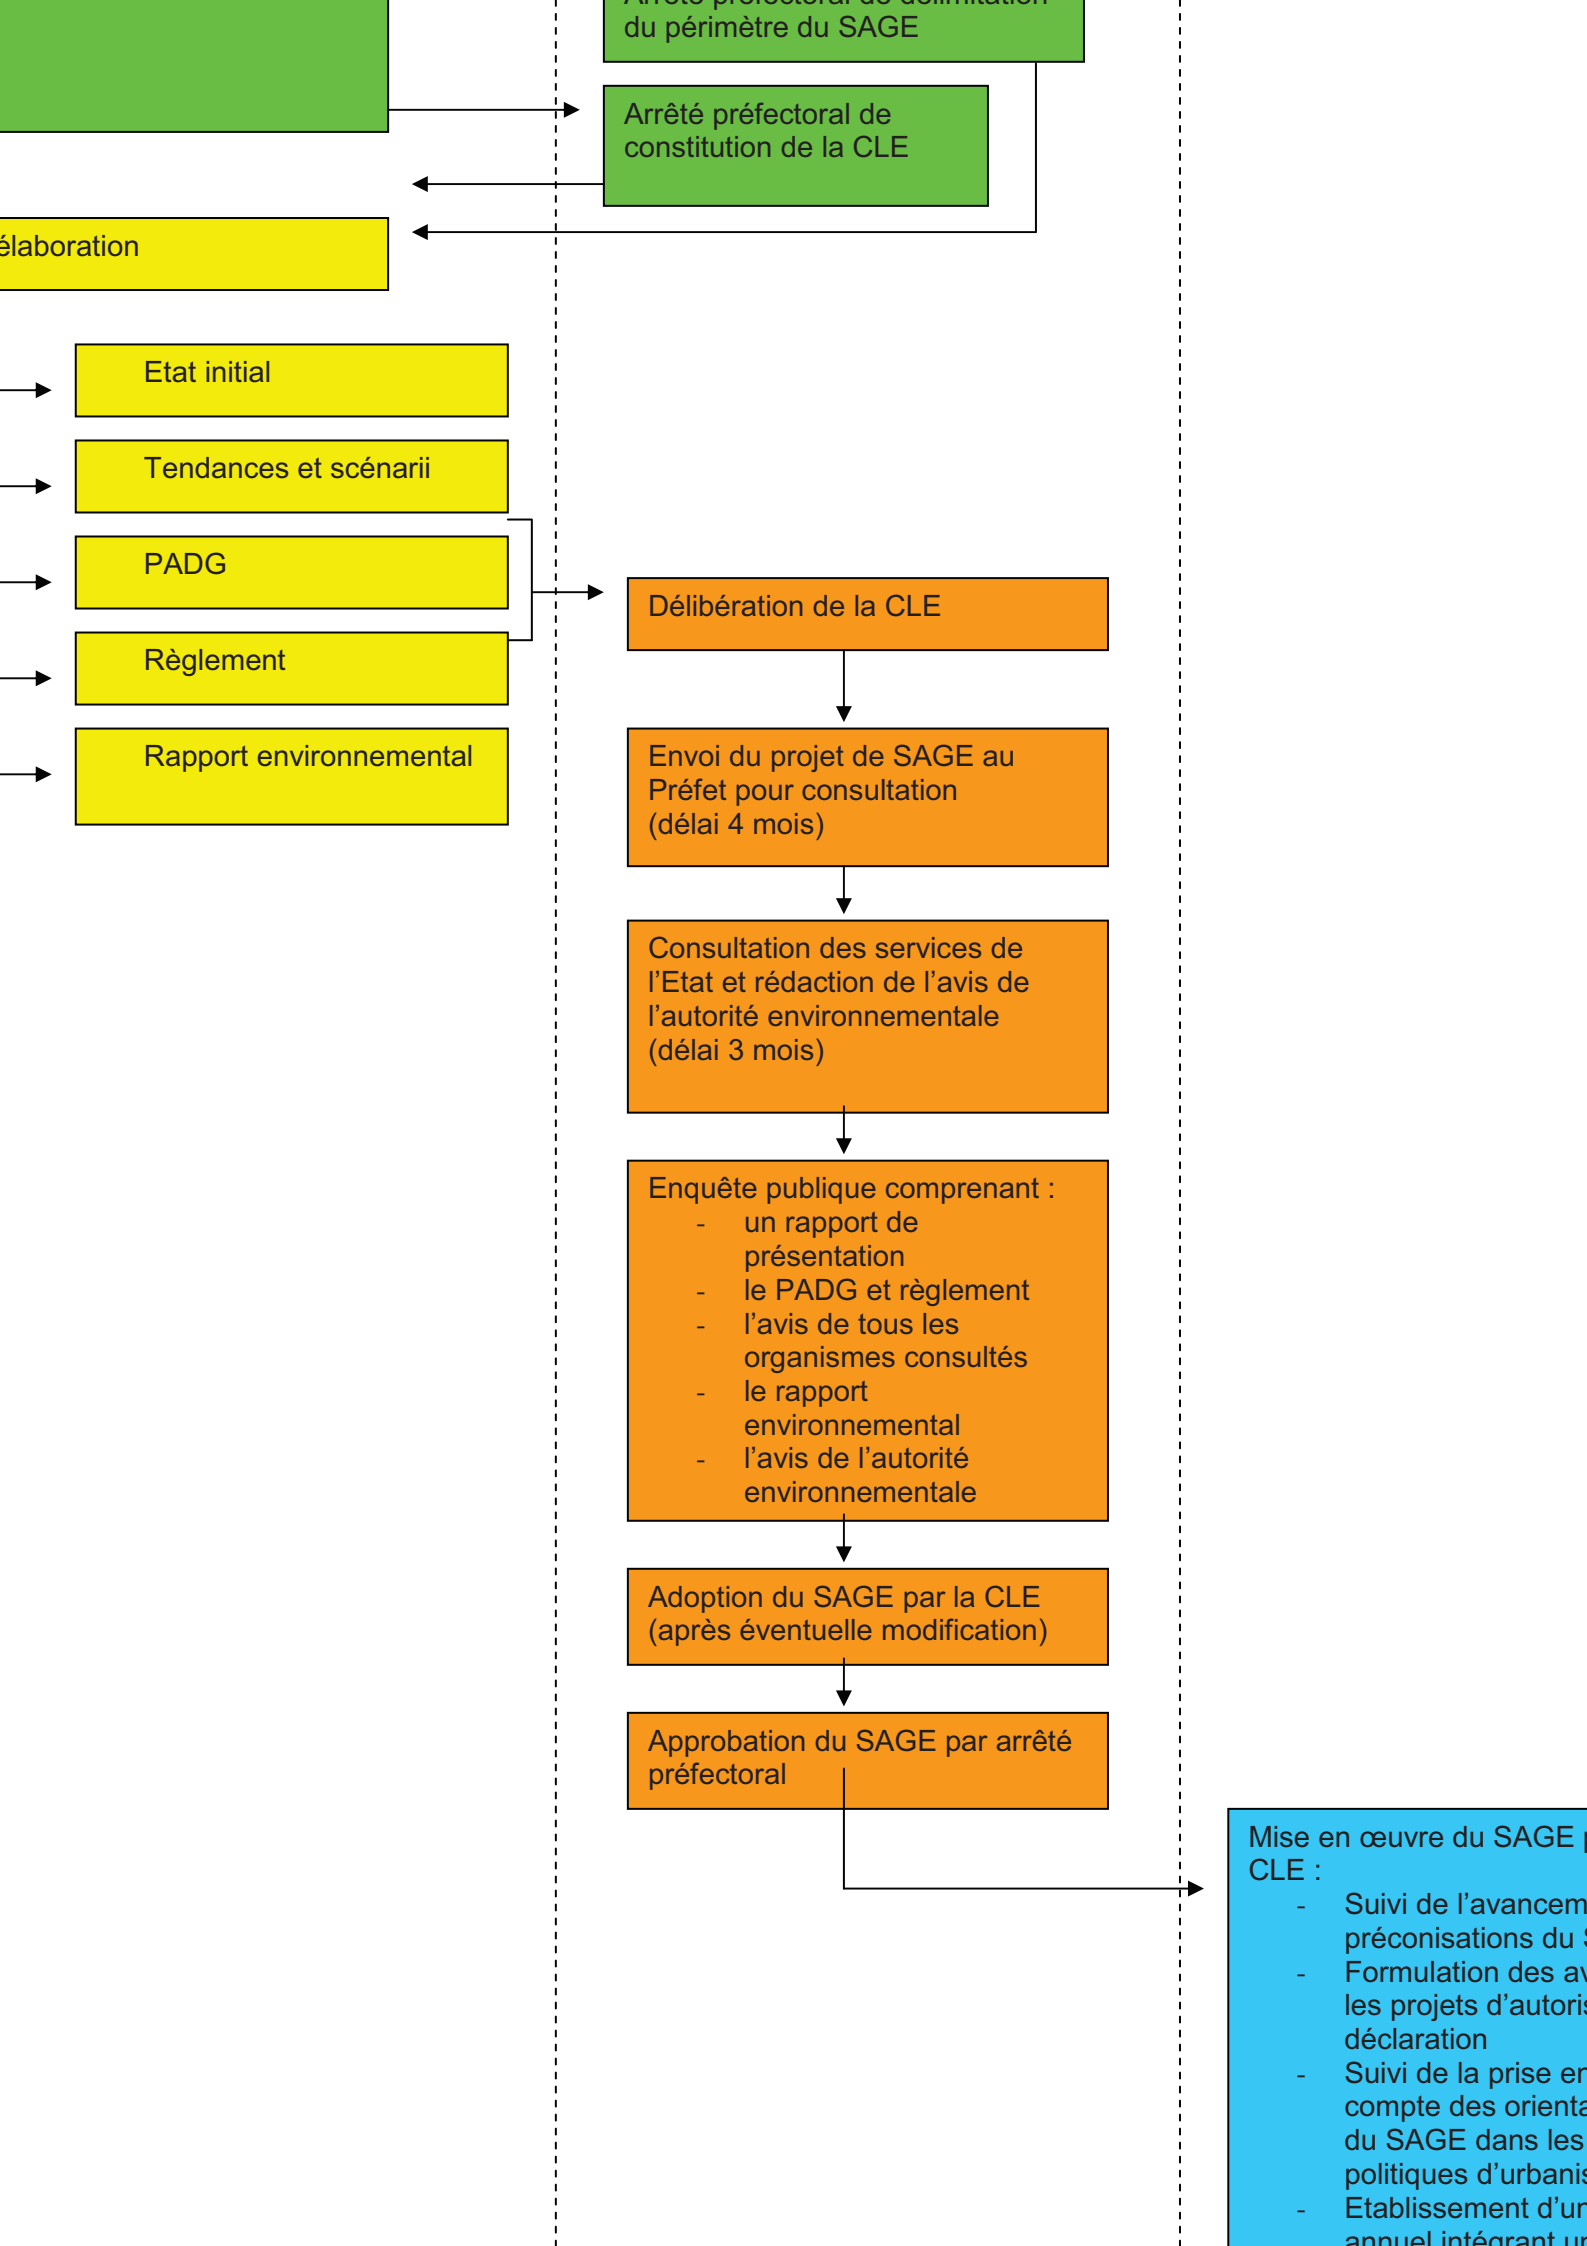 du périmètre du SAGE
Arrêté préfectoral de
constitution de la CLE
élaboration
Etat initial
Tendances et scénarii
PADG
Règlement
Rapport environnemental
Délibération de la CLE
Envoi du projet de SAGE au
Préfet pour consultation
(délai 4 mois)
Consultation des services de
l’Etat et rédaction de l’avis de
l’autorité environnementale
(délai 3 mois)
Enquête publique comprenant :
- un rapport de
présentation
- le PADG et règlement
- l’avis de tous les
organismes consultés
- le rapport
environnemental
- l’avis de l’autorité
environnementale
Adoption du SAGE par la CLE
(après éventuelle modification)
Approbation du SAGE par arrêté
préfectoral
Mise en œuvre du SAGE
CLE :
- Suivi de l’avancem
préconisations du
- Formulation des
les projets d’autoris
déclaration
- Suivi de la prise en
compte des orienta
du SAGE dans les
politiques d’urbanis
- Etablissement d’un
annuel intégrant